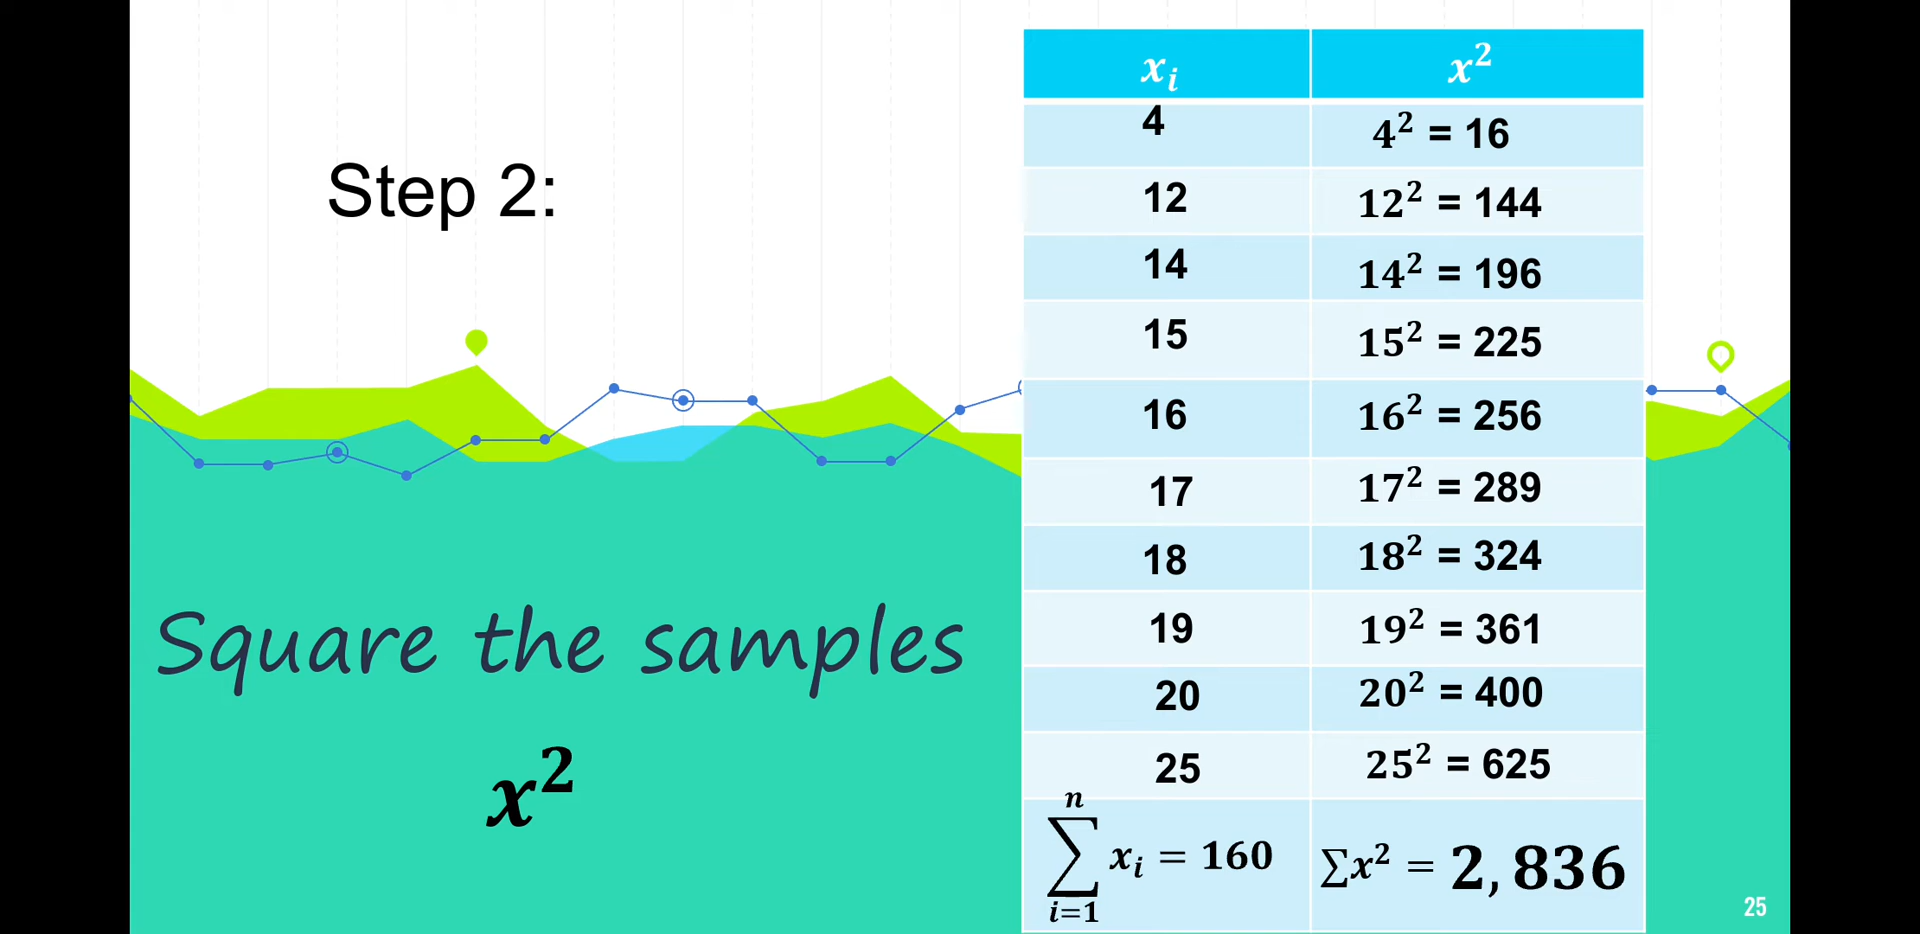 Step 2:
Square the samples
x²
xᵢ x²
4 4² = 16
12 12² = 144
14 14² = 196
15 15² = 225
16 16² = 256
17 17² = 289
18 18² = 324
19 19² = 361
20 20² = 400
25 25² = 625
n
∑ xᵢ = 160 ∑x² = 2,836
i=1
25